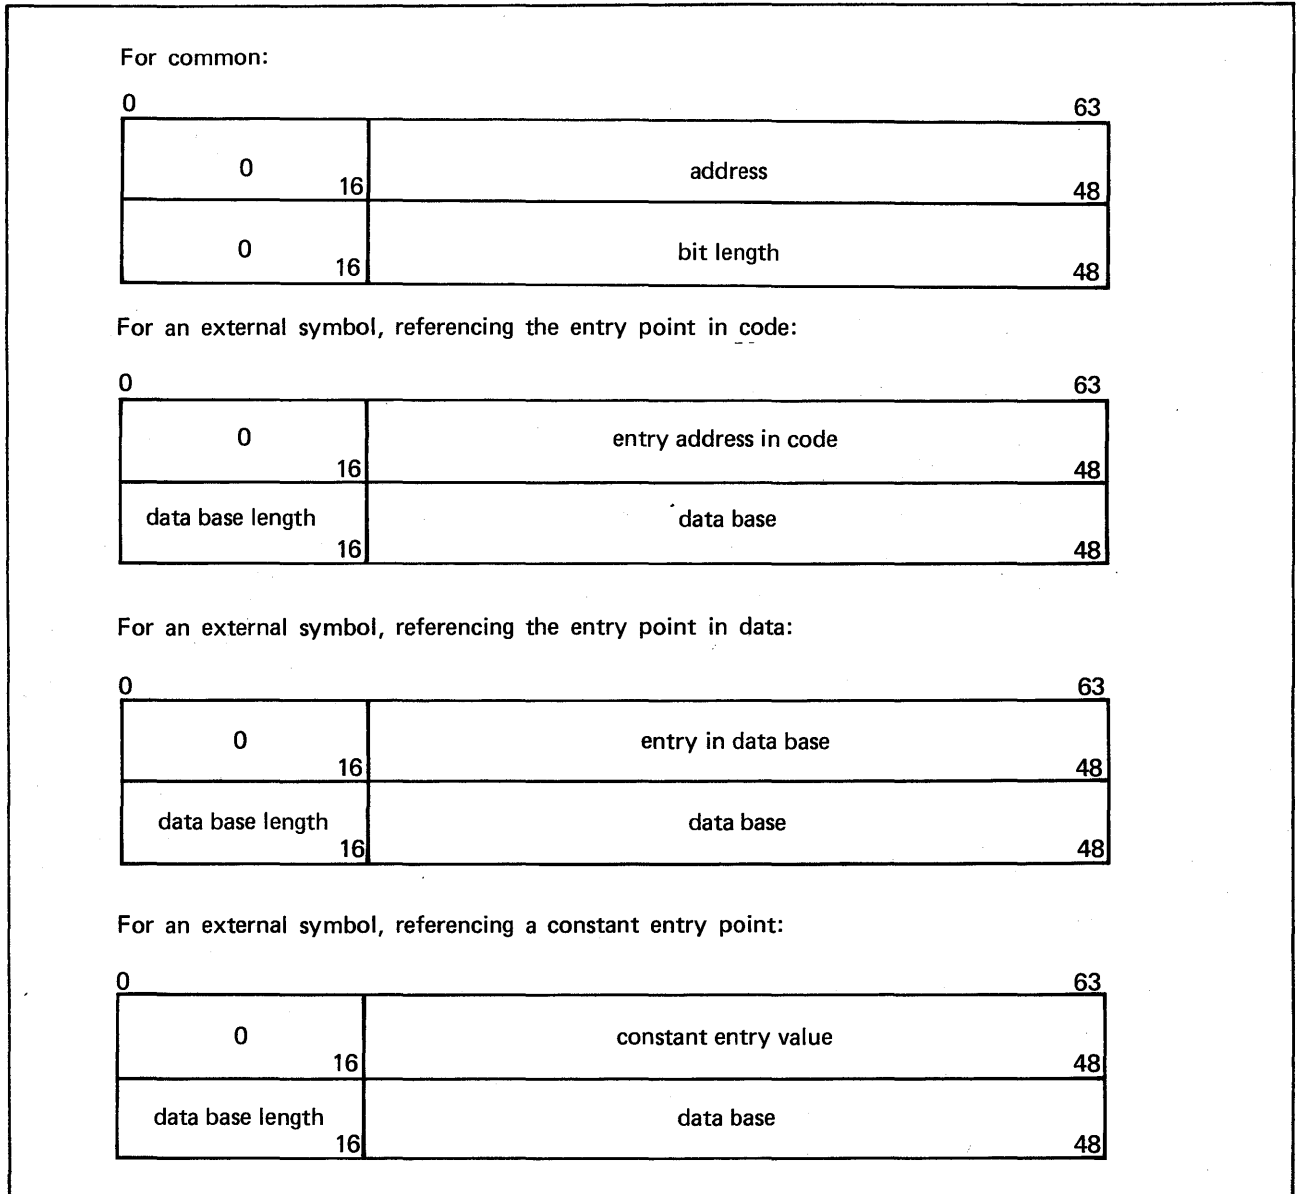 For common:
0 63
0 16 address 48
0 16 bit length 48
For an external symbol, referencing the entry point in code:
0 63
0 16 entry address in code 48
data base length 16 data base 48
For an external symbol, referencing the entry point in data:
0 63
0 16 entry in data base 48
data base length 16 data base 48
For an external symbol, referencing a constant entry point:
0 63
0 16 constant entry value 48
data base length 16 data base 48